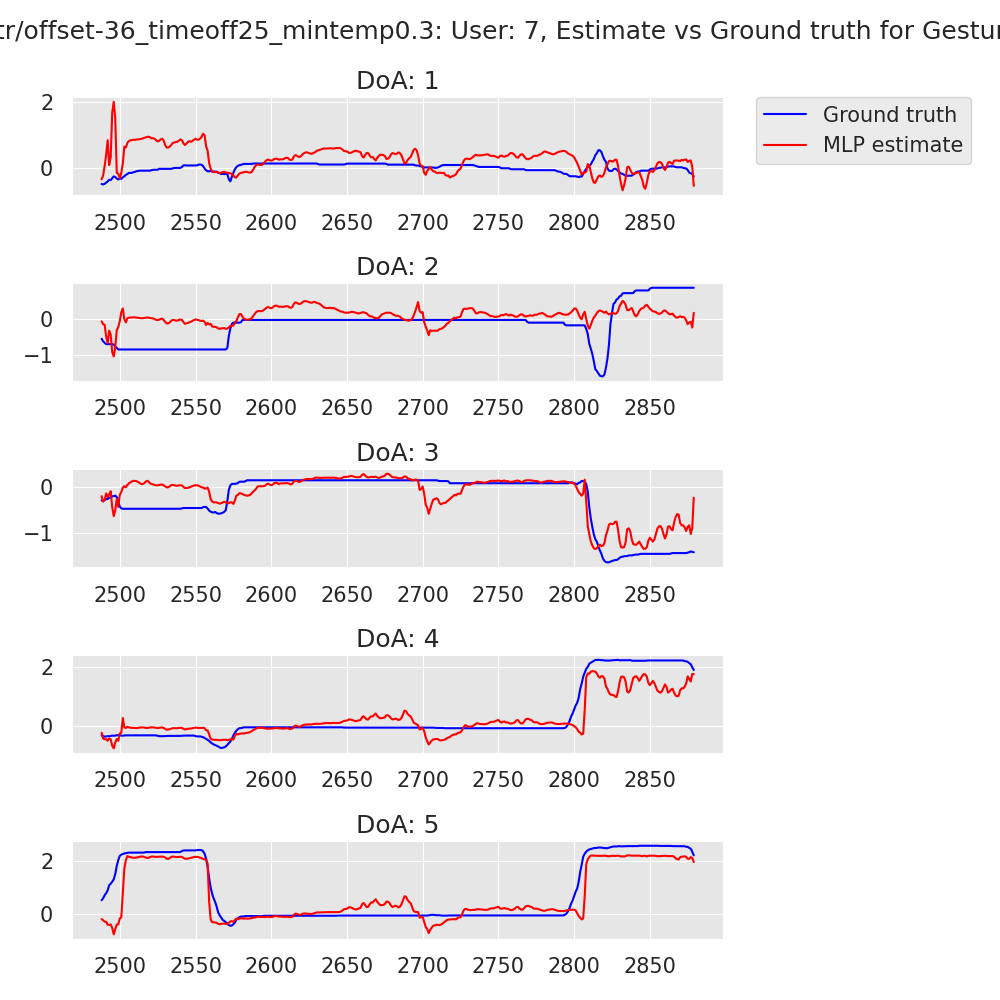 tr/offset-36_timeoff25_mintemp0.3: User: 7, Estimate vs Ground truth for Gestur
DoA: 1
Ground truth
MLP estimate
2
0
2500 2550 2600 2650 2700 2750 2800 2850
DoA: 2
0
−1
2500 2550 2600 2650 2700 2750 2800 2850
DoA: 3
0
−1
2500 2550 2600 2650 2700 2750 2800 2850
DoA: 4
2
0
2500 2550 2600 2650 2700 2750 2800 2850
DoA: 5
2
0
2500 2550 2600 2650 2700 2750 2800 2850